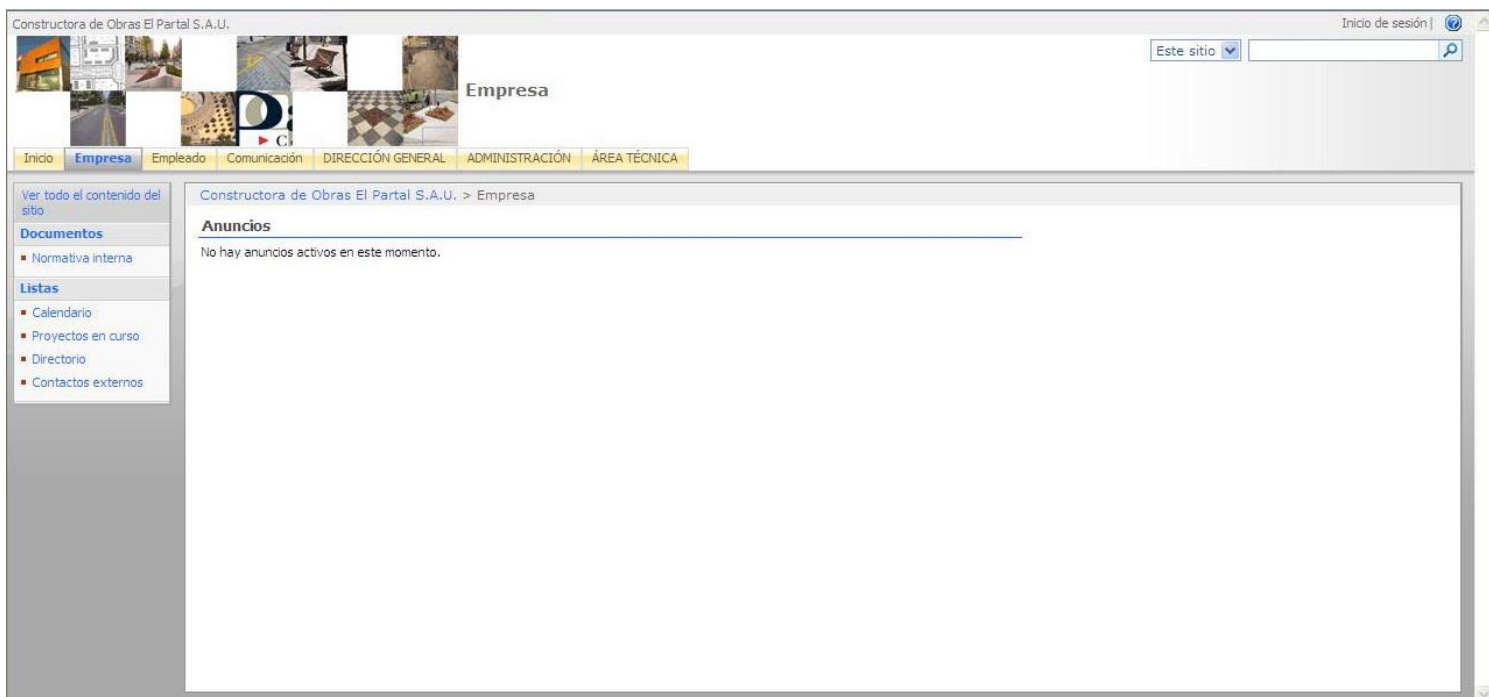 Constructora de Obras El Partal S.A.U.
Inicio de sesión |
Este sitio
Empresa
C
Inicio Empresa Empleado Comunicación DIRECCIÓN GENERAL ADMINISTRACIÓN ÁREA TÉCNICA
Ver todo el contenido del
sitio
Documentos
Normativa interna
Listas
Calendario
Proyectos en curso
Directorio
Contactos externos
Constructora de Obras El Partal S.A.U. > Empresa
Anuncios
No hay anuncios activos en este momento.